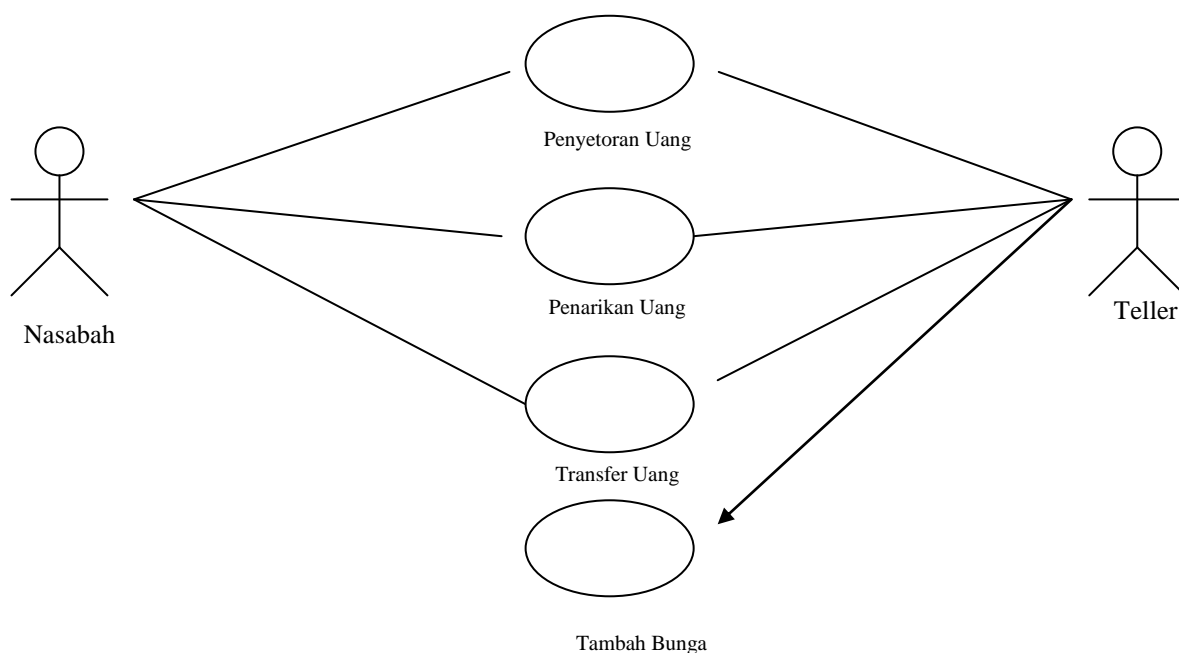 Penyetoran Uang
Penarikan Uang
Nasabah
Teller
Transfer Uang
Tambah Bunga